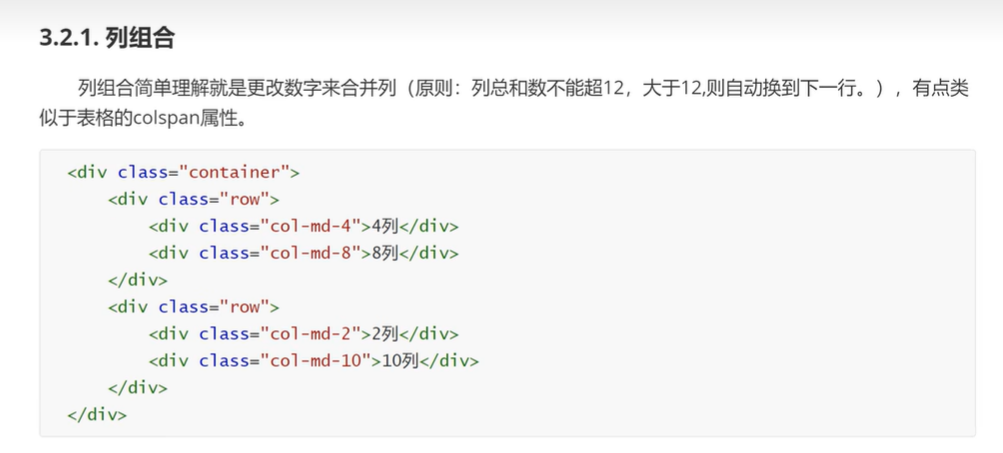 3.2.1. 列组合
列组合简单理解就是更改数字来合并列（原则：列总和数不能超12，大于12,则自动换到下一行。），有点类
似于表格的colspan属性。
<div class="container">
    <div class="row">
        <div class="col-md-4">4列</div>
        <div class="col-md-8">8列</div>
    </div>
    <div class="row">
        <div class="col-md-2">2列</div>
        <div class="col-md-10">10列</div>
    </div>
</div>